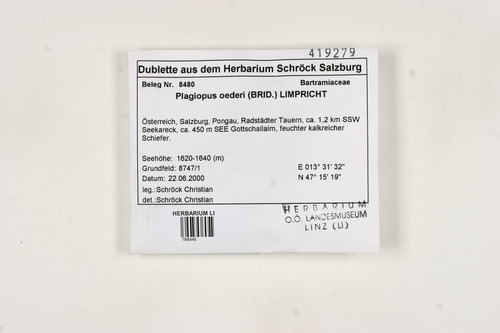 419279
Dublette aus dem Herbarium Schröck Salzburg
Beleg Nr. 8480 Bartramiaceae
Plagiopus oederi (BRID.) LIMPRICHT
Österreich, Salzburg, Pongau, Radstädter Tauern, ca. 1,2 km SSW
Seekareck, ca. 450 m SEE Gottschallalm, feuchter kalkreicher
Schiefer.
Seehöhe: 1620-1640 (m)
Grundfeld: 8747/1 E 013° 31' 32"
Datum: 22.06.2000 N 47° 15' 19"
leg.:Schröck Christian
det.:Schröck Christian
HERBARIUM LI
HERBARIUM
O.Ö. LANDESMUSEUM
LINZ (LI)